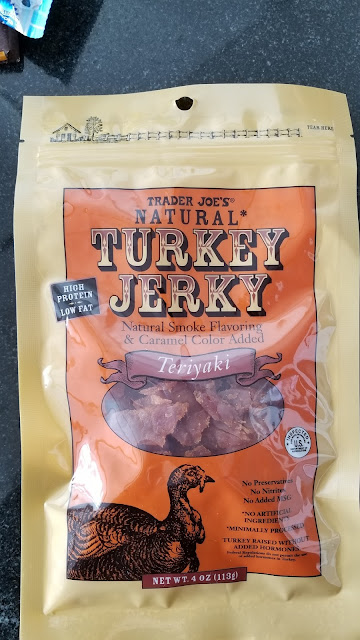 TEAR HERE
TRADER JOE'S®
NATURAL*
TURKEY
JERKY
HIGH
PROTEIN
LOW FAT
Natural Smoke Flavoring
& Caramel Color Added
Teriyaki
No Preservatives
No Nitrites
No Added MSG
*NO ARTIFICIAL
INGREDIENTS
*MINIMALLY PROCESSED
TURKEY RAISED WITHOUT
ADDED HORMONES
NET WT. 4 OZ (113g)